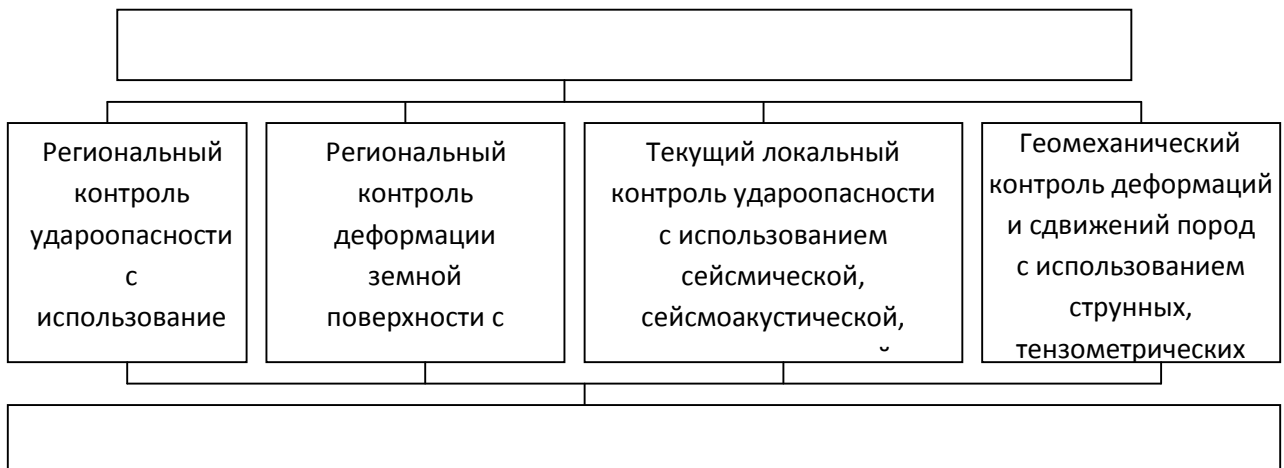 Региональный
контроль
удароопасности
с
использование
Региональный
контроль
деформации
земной
поверхности с
Текущий локальный
контроль удароопасности
с использованием
сейсмической,
сейсмоакустической,
Геомеханический
контроль деформаций
и сдвижений пород
с использованием
струнных,
тензометрических